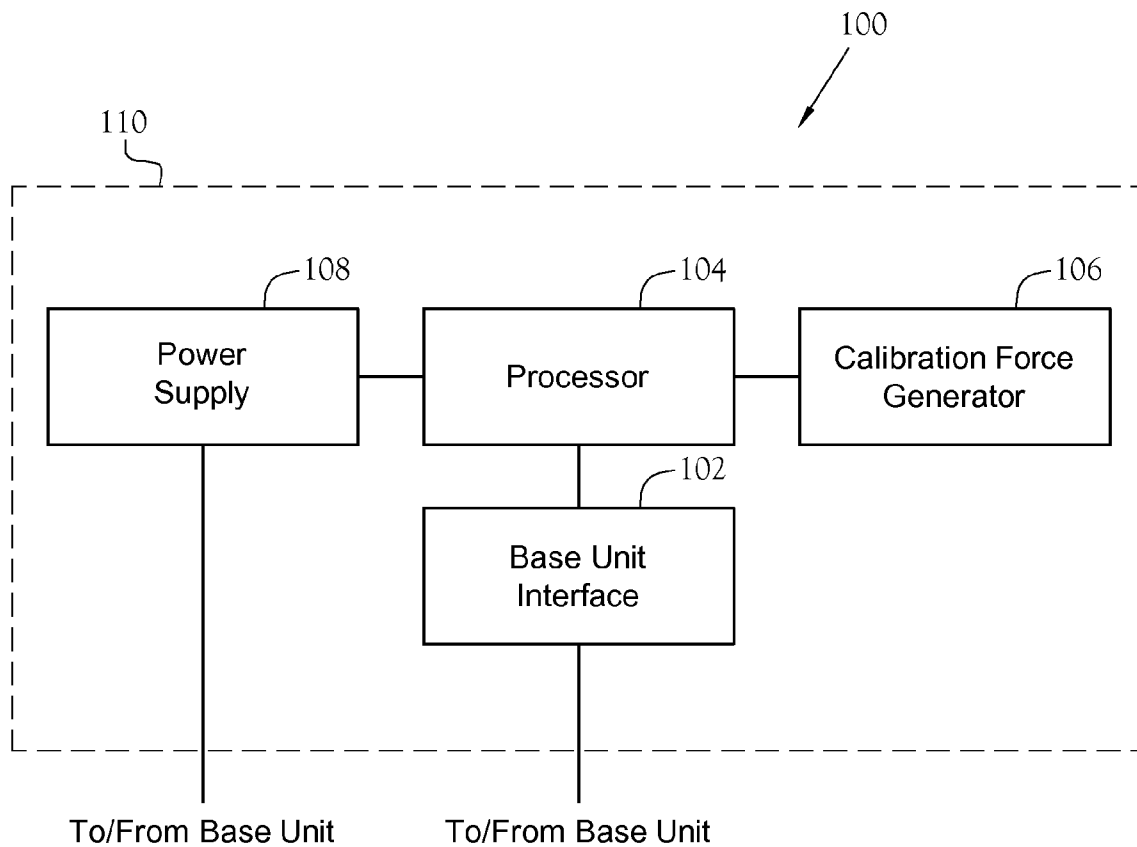 100
110
108
104
106
Power
Supply
Processor
Calibration Force
Generator
102
Base Unit
Interface
To/From Base Unit
To/From Base Unit